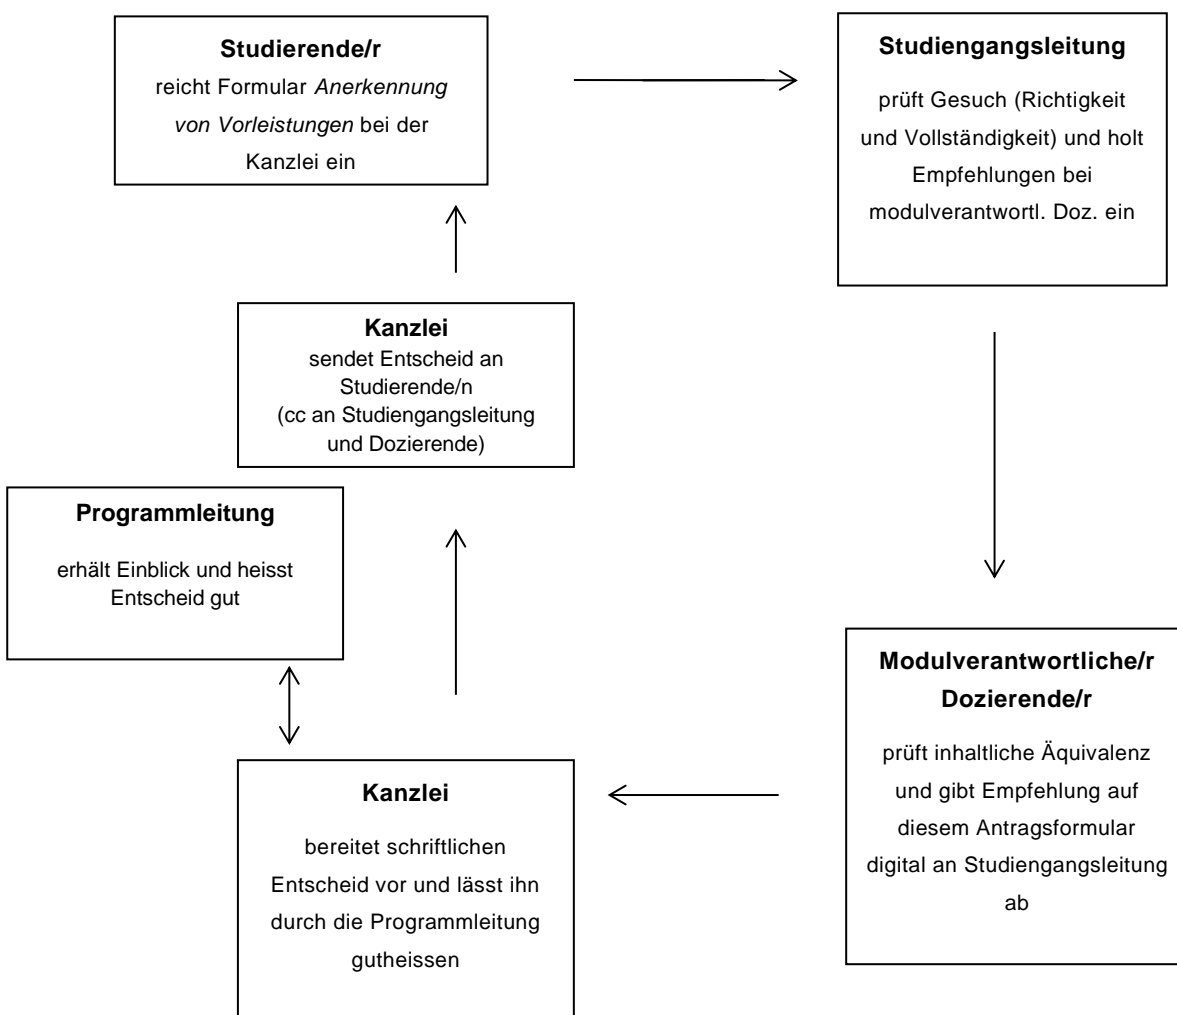 Studierende/r
reicht Formular Anerkennung
von Vorleistungen bei der
Kanzlei ein
Studiengangsleitung
prüft Gesuch (Richtigkeit
und Vollständigkeit) und holt
Empfehlungen bei
modulverantwortl. Doz. ein
Kanzlei
sendet Entscheid an
Studierende/n
(cc an Studiengangsleitung
und Dozierende)
Programmleitung
erhält Einblick und heisst
Entscheid gut
Modulverantwortliche/r
Dozierende/r
prüft inhaltliche Äquivalenz
und gibt Empfehlung auf
diesem Antragsformular
digital an Studiengangsleitung
ab
Kanzlei
bereitet schriftlichen
Entscheid vor und lässt ihn
durch die Programmleitung
gutheissen